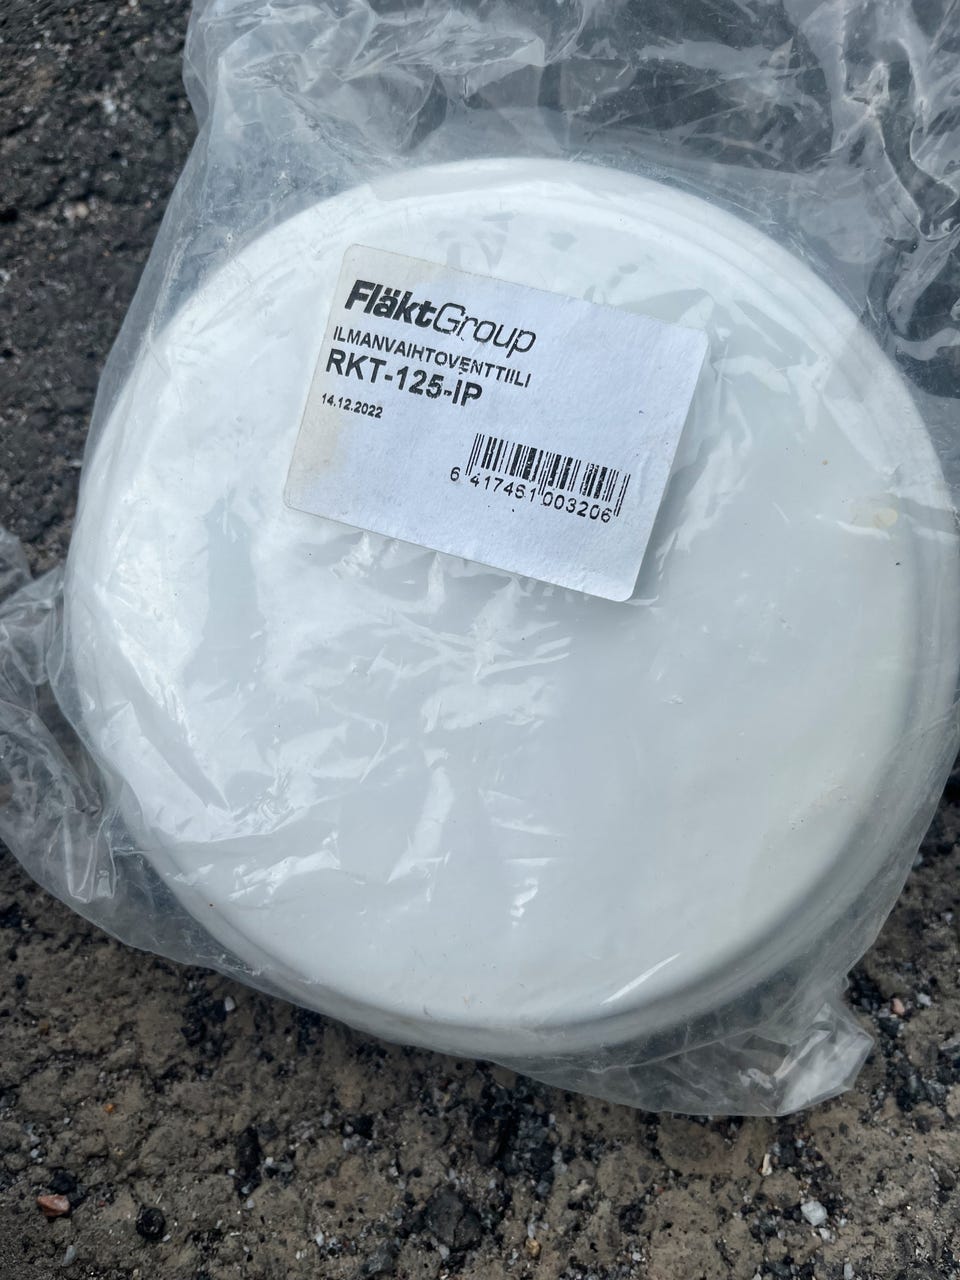 FläktGroup
ILMANVAIHTOVENTTIILI
RKT-125-IP
14.12.2022
6 417461 003206